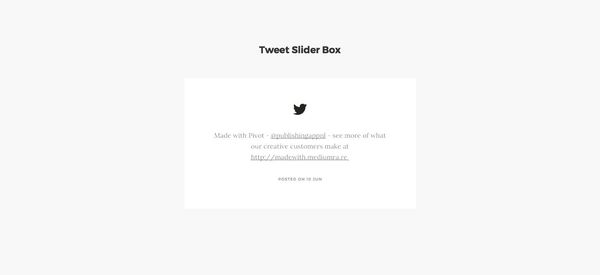 Tweet Slider Box
Made with Pivot - @publishingappnl - see more of what
our creative customers make at
http://madewith.mediumra.re
POSTED ON 10 JUN